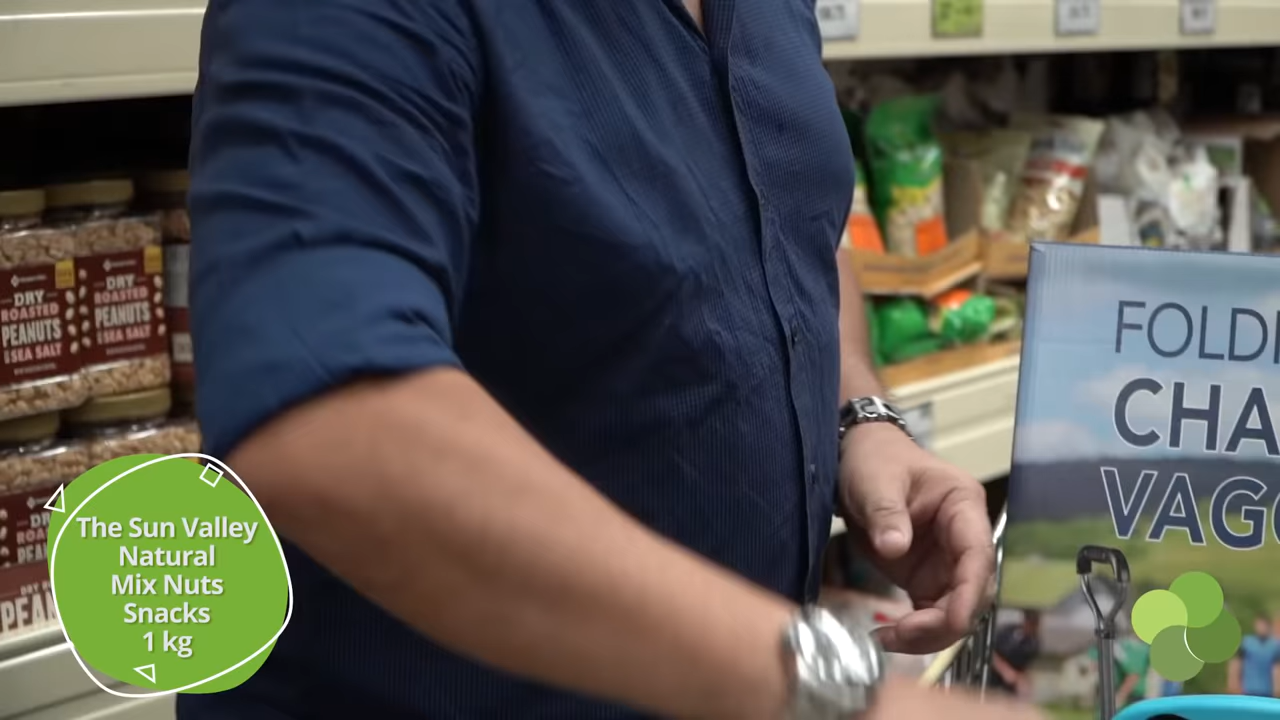 DRY
ROASTED
PEANUTS
SEA SALT
DRY
ROASTED
PEANUTS
SEA SALT
FOLDI
CHA
VAGO
The Sun Valley
Natural
Mix Nuts
Snacks
1 kg